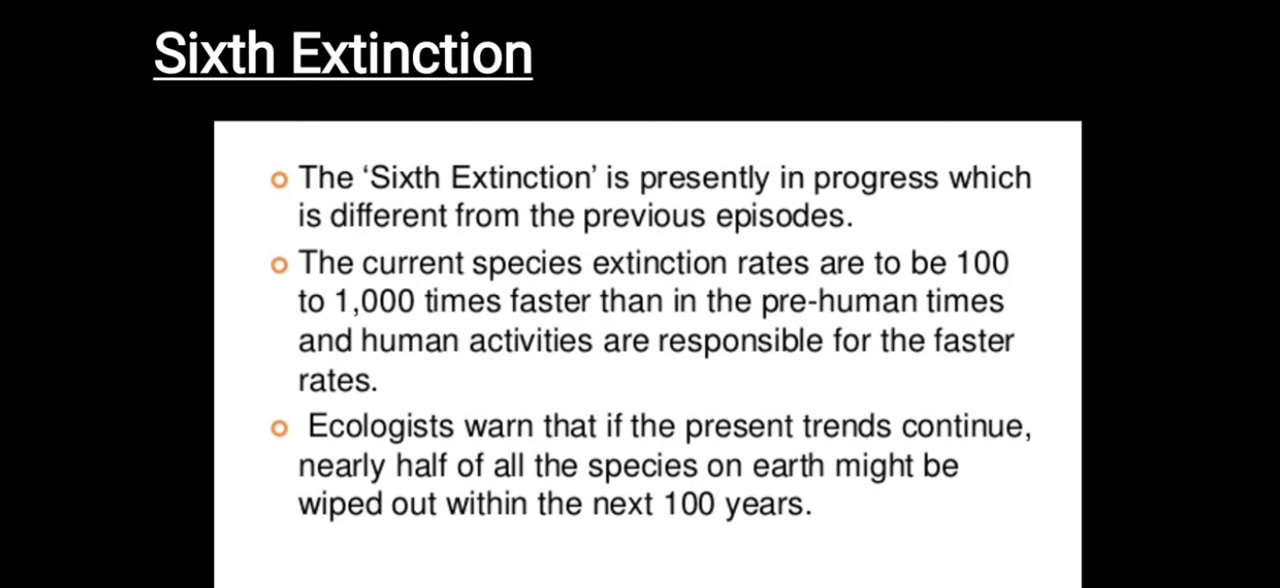 Sixth Extinction
The ‘Sixth Extinction’ is presently in progress which
is different from the previous episodes.
The current species extinction rates are to be 100
to 1,000 times faster than in the pre-human times
and human activities are responsible for the faster
rates.
Ecologists warn that if the present trends continue,
nearly half of all the species on earth might be
wiped out within the next 100 years.